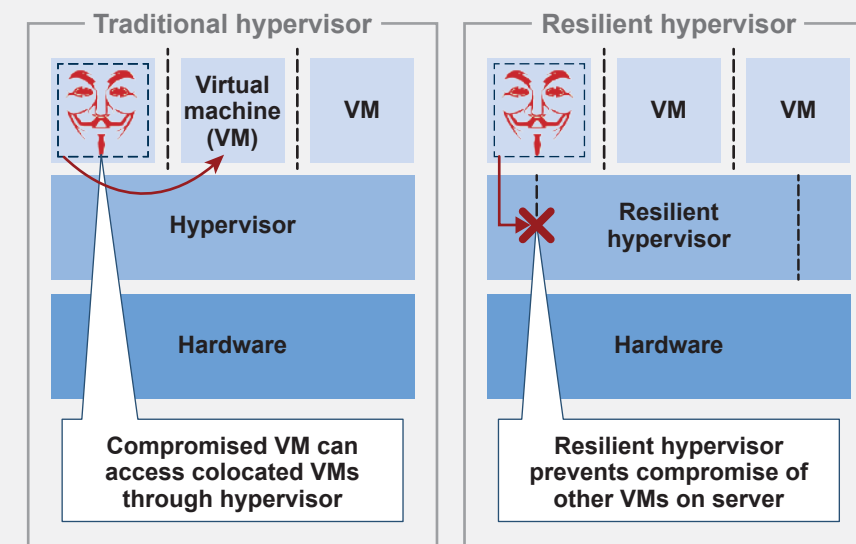 Traditional hypervisor
Virtual
machine
(VM)
VM
Hypervisor
Hardware
Compromised VM can
access colocated VMs
through hypervisor
Resilient hypervisor
VM
VM
Resilient
hypervisor
Hardware
Resilient hypervisor
prevents compromise of
other VMs on server